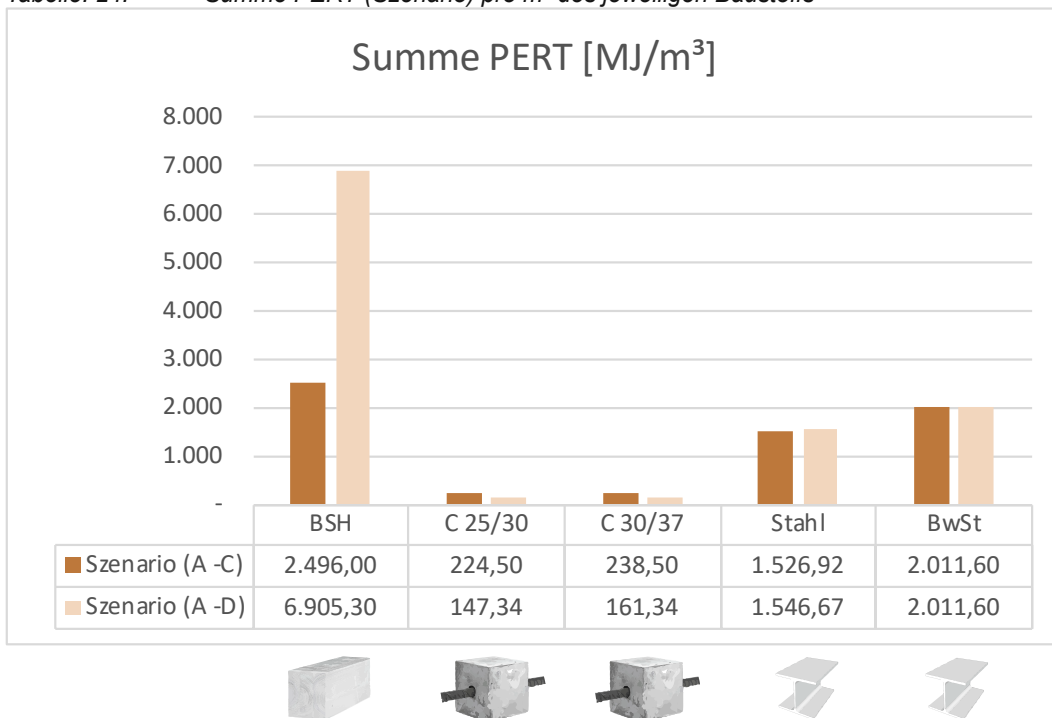 Summe PERT [MJ/m³]
8.000
7.000
6.000
5.000
4.000
3.000
2.000
1.000
-
BSH C 25/30 C 30/37 Stahl BwSt
Szenario (A -C) 2.496,00 224,50 238,50 1.526,92 2.011,60
Szenario (A -D) 6.905,30 147,34 161,34 1.546,67 2.011,60